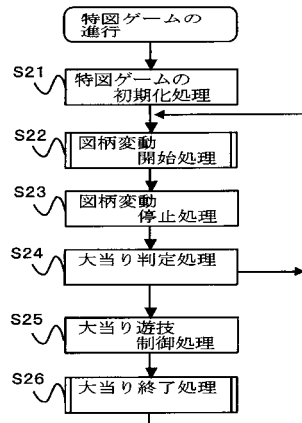 特図ゲームの
進行
S21
特図ゲームの
初期化処理
S22
図柄変動
開始処理
S23
図柄変動
停止処理
S24
大当り判定処理
S25
大当り遊技
制御処理
S26
大当り終了処理